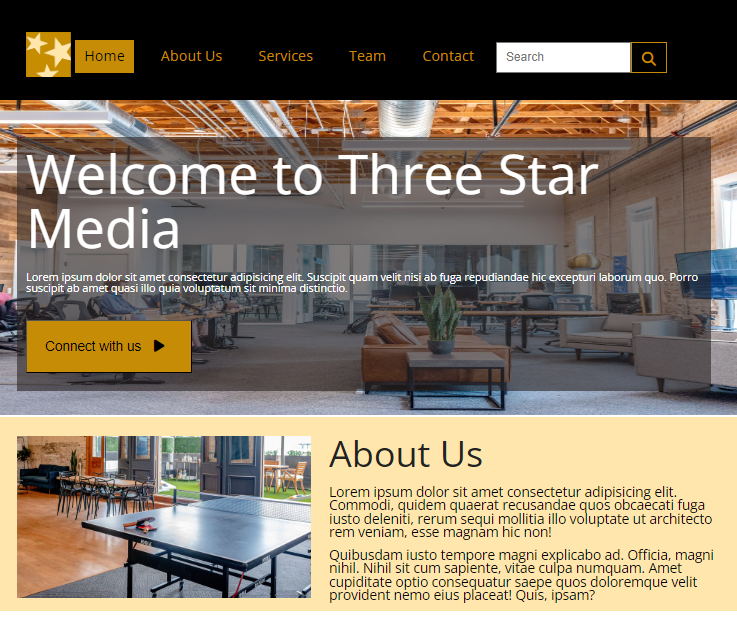 Home About Us Services Team Contact Search
Welcome to Three Star
Media
Lorem ipsum dolor sit amet consectetur adipisicing elit. Suscipit quam velit nisi ab fuga repudiandae hic excepturi laborum quo. Porro
suscipit ab amet quasi illo quia voluptatum sit minima distinctio.
Connect with us
About Us
Lorem ipsum dolor sit amet consectetur adipisicing elit.
Commodi, quidem quaerat recusandae quos obcaecati fuga
iusto deleniti, rerum sequi mollitia illo voluptate ut architecto
rem veniam, esse magnam hic non!
Quibusdam iusto tempore magni explicabo ad. Officia, magni
nihil. Nihil sit cum sapiente, vitae culpa numquam. Amet
cupiditate optio consequatur saepe quos doloremque velit
provident nemo eius placeat! Quis, ipsam?